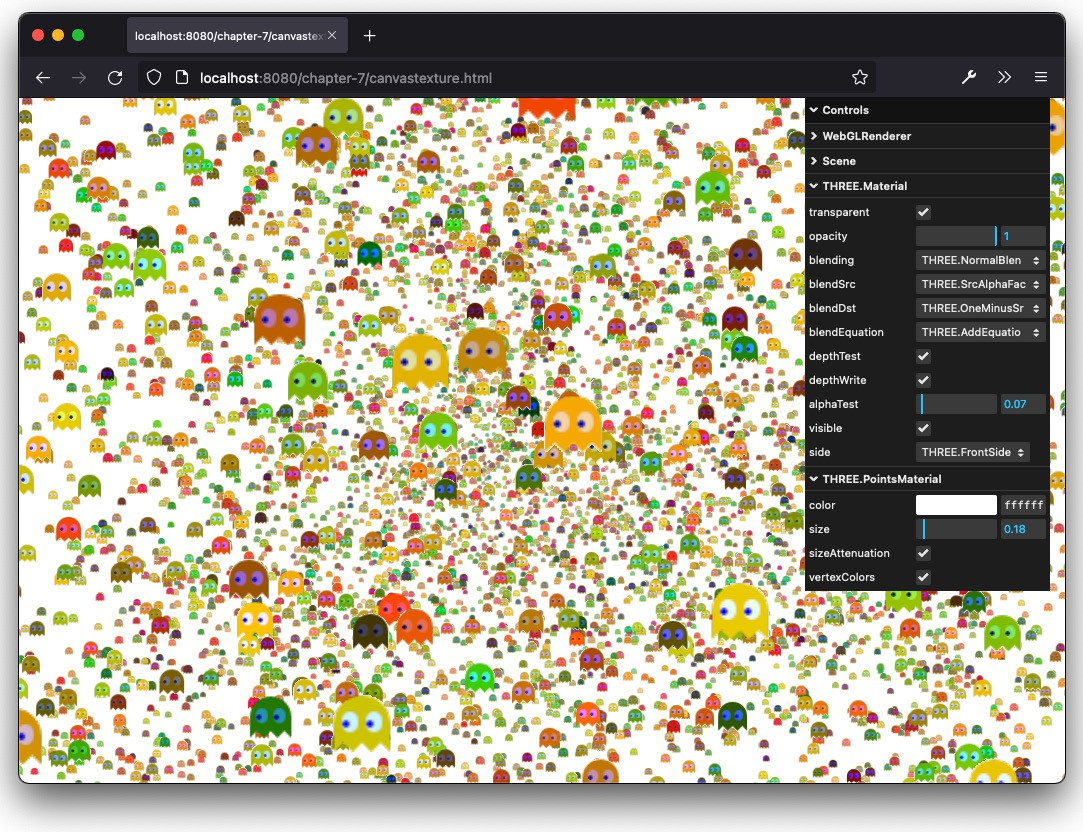 localhost:8080/chapter-7/canvastex
localhost:8080/chapter-7/canvastexture.html
Controls
WebGLRenderer
Scene
THREE.Material
transparent
opacity 1
blending THREE.NormalBlen
blendSrc THREE.SrcAlphaFac
blendDst THREE.OneMinusSr
blendEquation THREE.AddEquatio
depthTest
depthWrite
alphaTest 0.07
visible
side THREE.FrontSide
THREE.PointsMaterial
color ffffff
size 0.18
sizeAttenuation
vertexColors